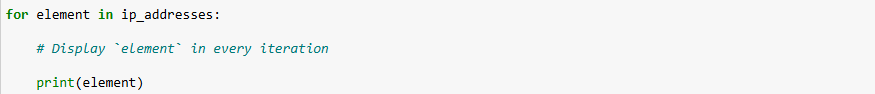 for element in ip_addresses:
    # Display `element` in every iteration
    print(element)